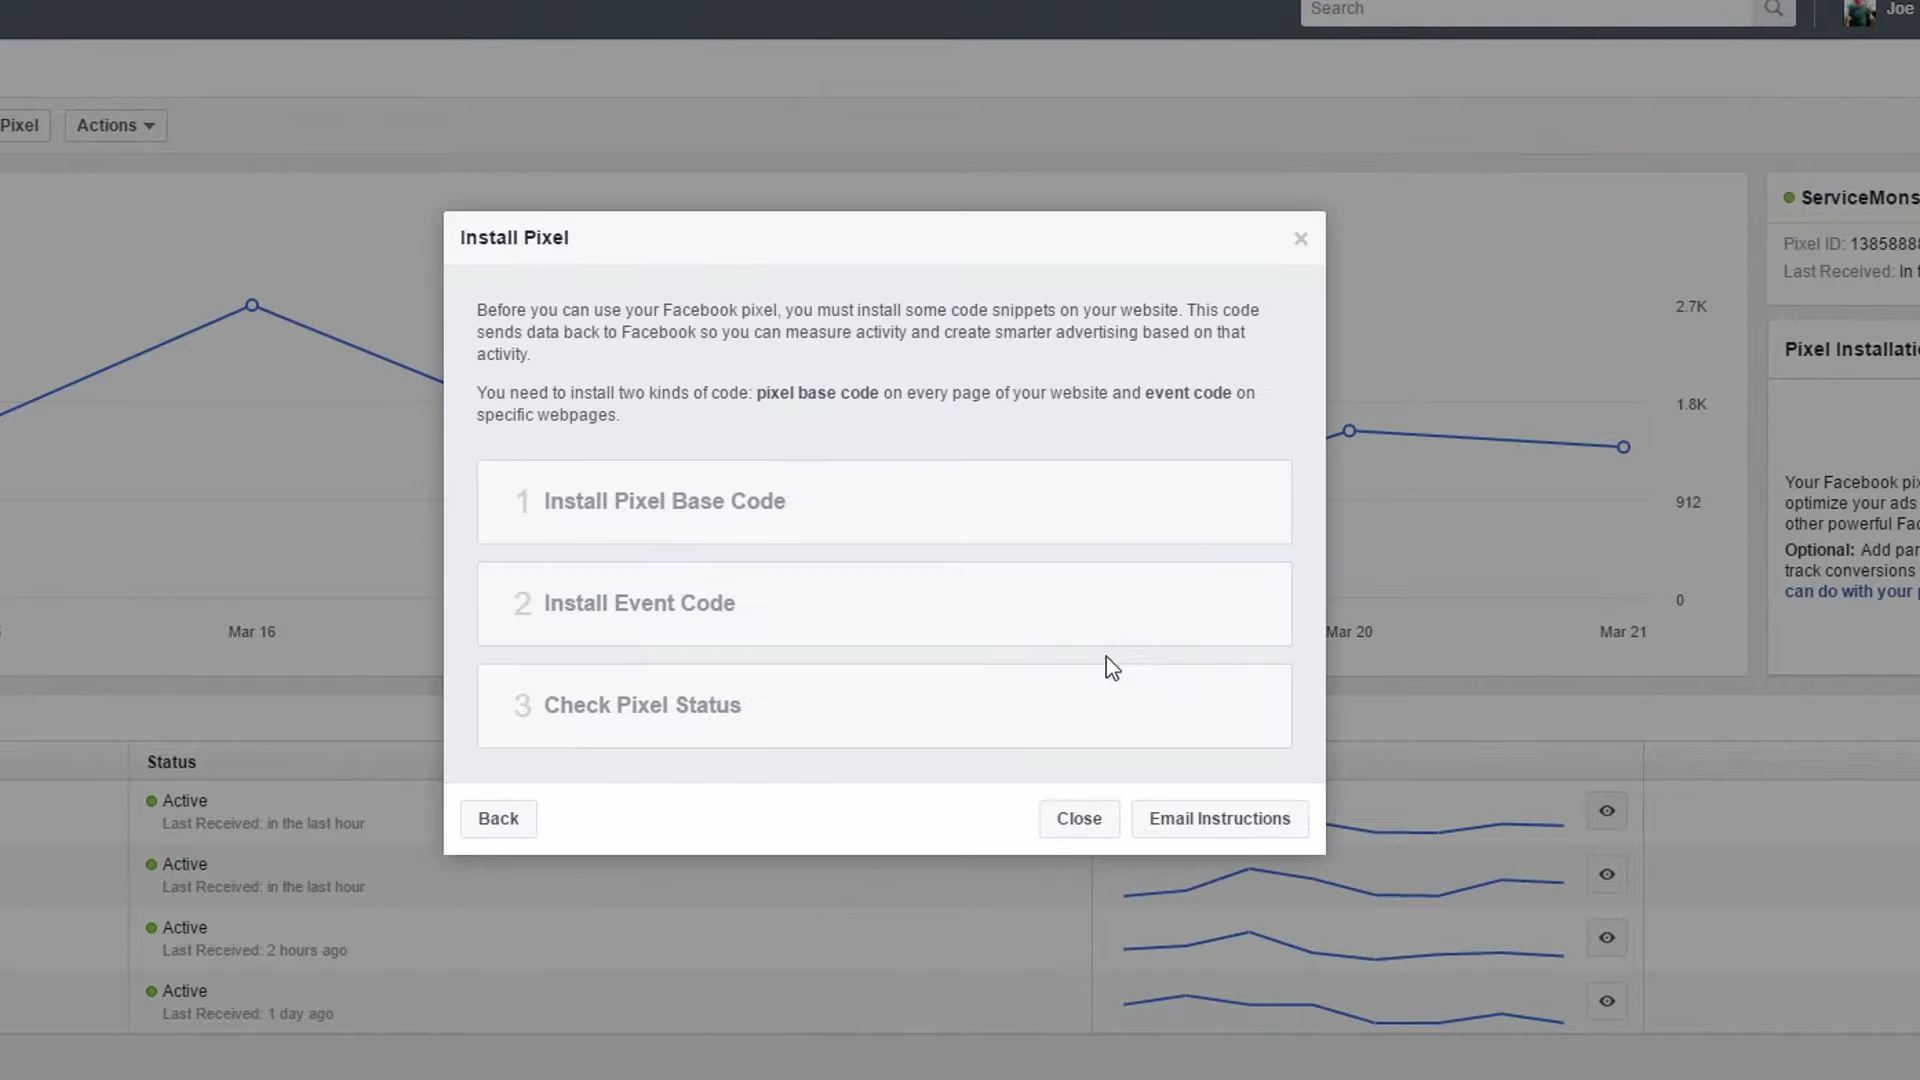 Search
Joe
Pixel
Actions
ServiceMons
Pixel ID: 1385888
Last Received: In t
Install Pixel
×
Before you can use your Facebook pixel, you must install some code snippets on your website. This code
sends data back to Facebook so you can measure activity and create smarter advertising based on that
activity.
You need to install two kinds of code: pixel base code on every page of your website and event code on
specific webpages.
1 Install Pixel Base Code
2 Install Event Code
3 Check Pixel Status
Back
Close
Email Instructions
2.7K
1.8K
912
0
Mar 16
Mar 20
Mar 21
Pixel Installatio
Your Facebook pix
optimize your ads
other powerful Fac
Optional: Add par
track conversions
can do with your p
Status
Active
Last Received: in the last hour
Active
Last Received: in the last hour
Active
Last Received: 2 hours ago
Active
Last Received: 1 day ago